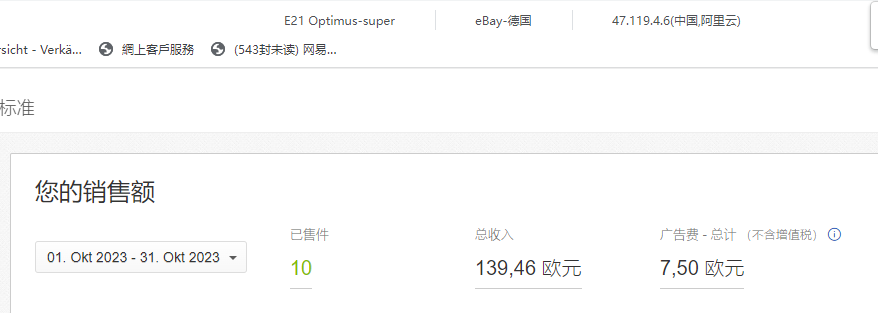 E21 Optimus-super eBay-德国 47.119.4.6(中国,阿里云)
rsicht - Verkä... 網上客戶服務 (543封未读) 网易...
标准
您的销售额
已售件 总收入 广告费 - 总计 （不含增值税）
01. Okt 2023 - 31. Okt 2023 10 139,46 欧元 7,50 欧元